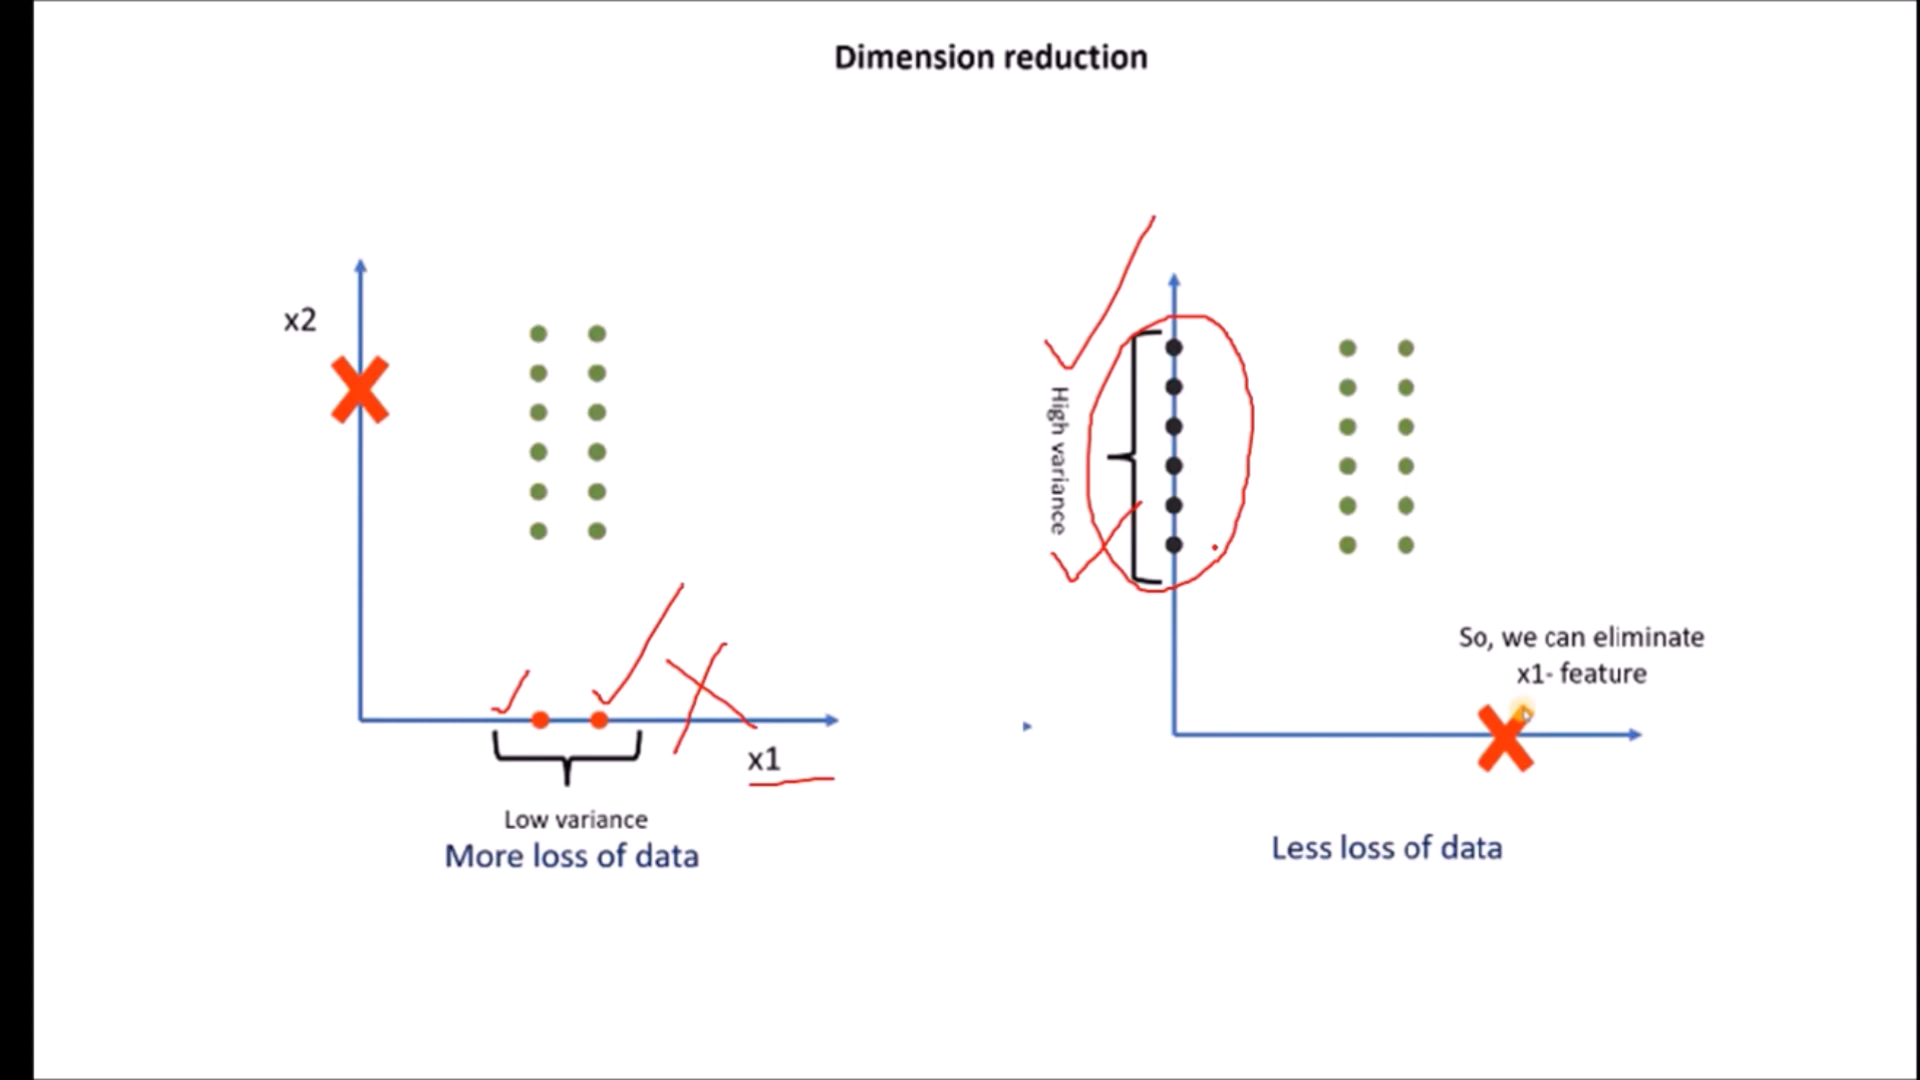 Dimension reduction
x2
x1
Low variance
More loss of data
High variance
So, we can eliminate
x1- feature
Less loss of data